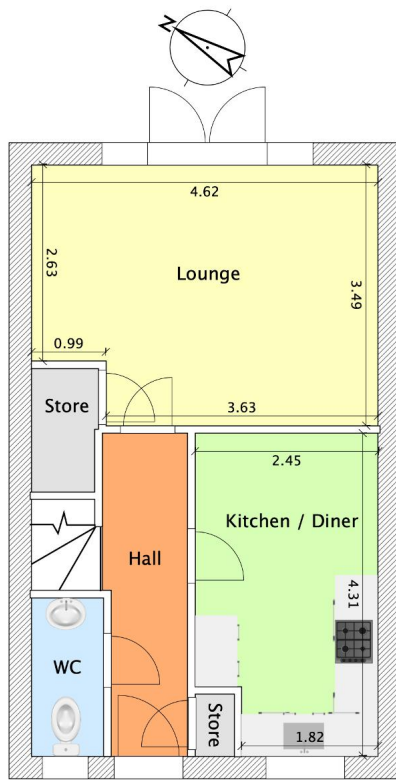 N
4.62
2.63
Lounge
3.49
0.99
3.63
Store
2.45
Kitchen / Diner
Hall
4.31
WC
Store
1.82